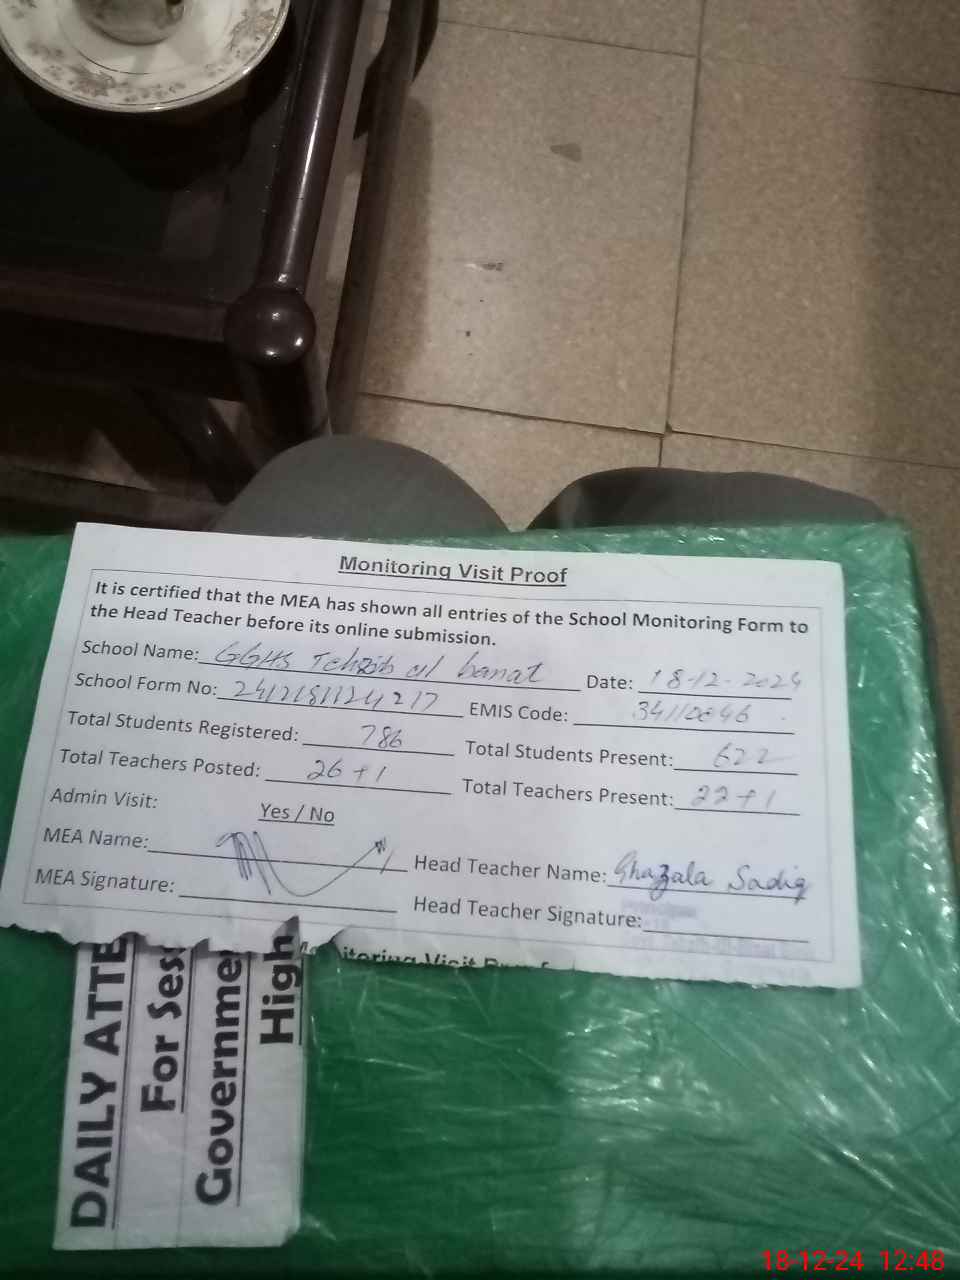 Monitoring Visit Proof
It is certified that the MEA has shown all entries of the School Monitoring Form to
the Head Teacher before its online submission.
School Name: GGHS Tehzib ul banat Date: 18-12-2024
School Form No: EMIS Code: 34110046
Total Students Registered: 786 Total Students Present: 622
Total Teachers Posted: 26+1 Total Teachers Present: 22+1
Admin Visit: Yes / No
MEA Name: Head Teacher Name: Ghazala Sadiq
MEA Signature: Head Teacher Signature:
Monitoring Visit Proof
DAILY ATTE
For Sess
Governme
High
18-12-24 12:48